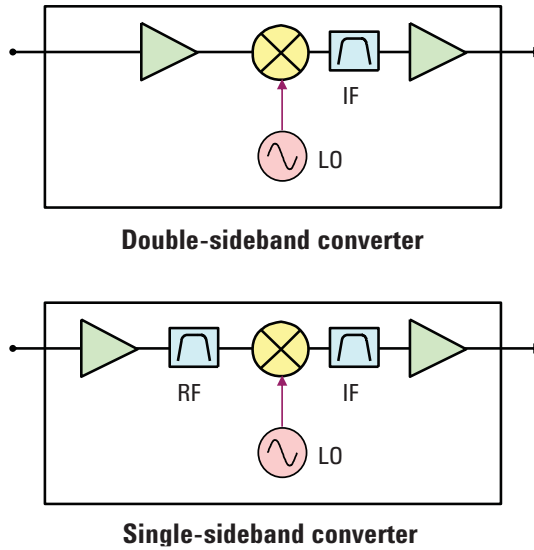 IF
LO
Double-sideband converter
RF
IF
LO
Single-sideband converter